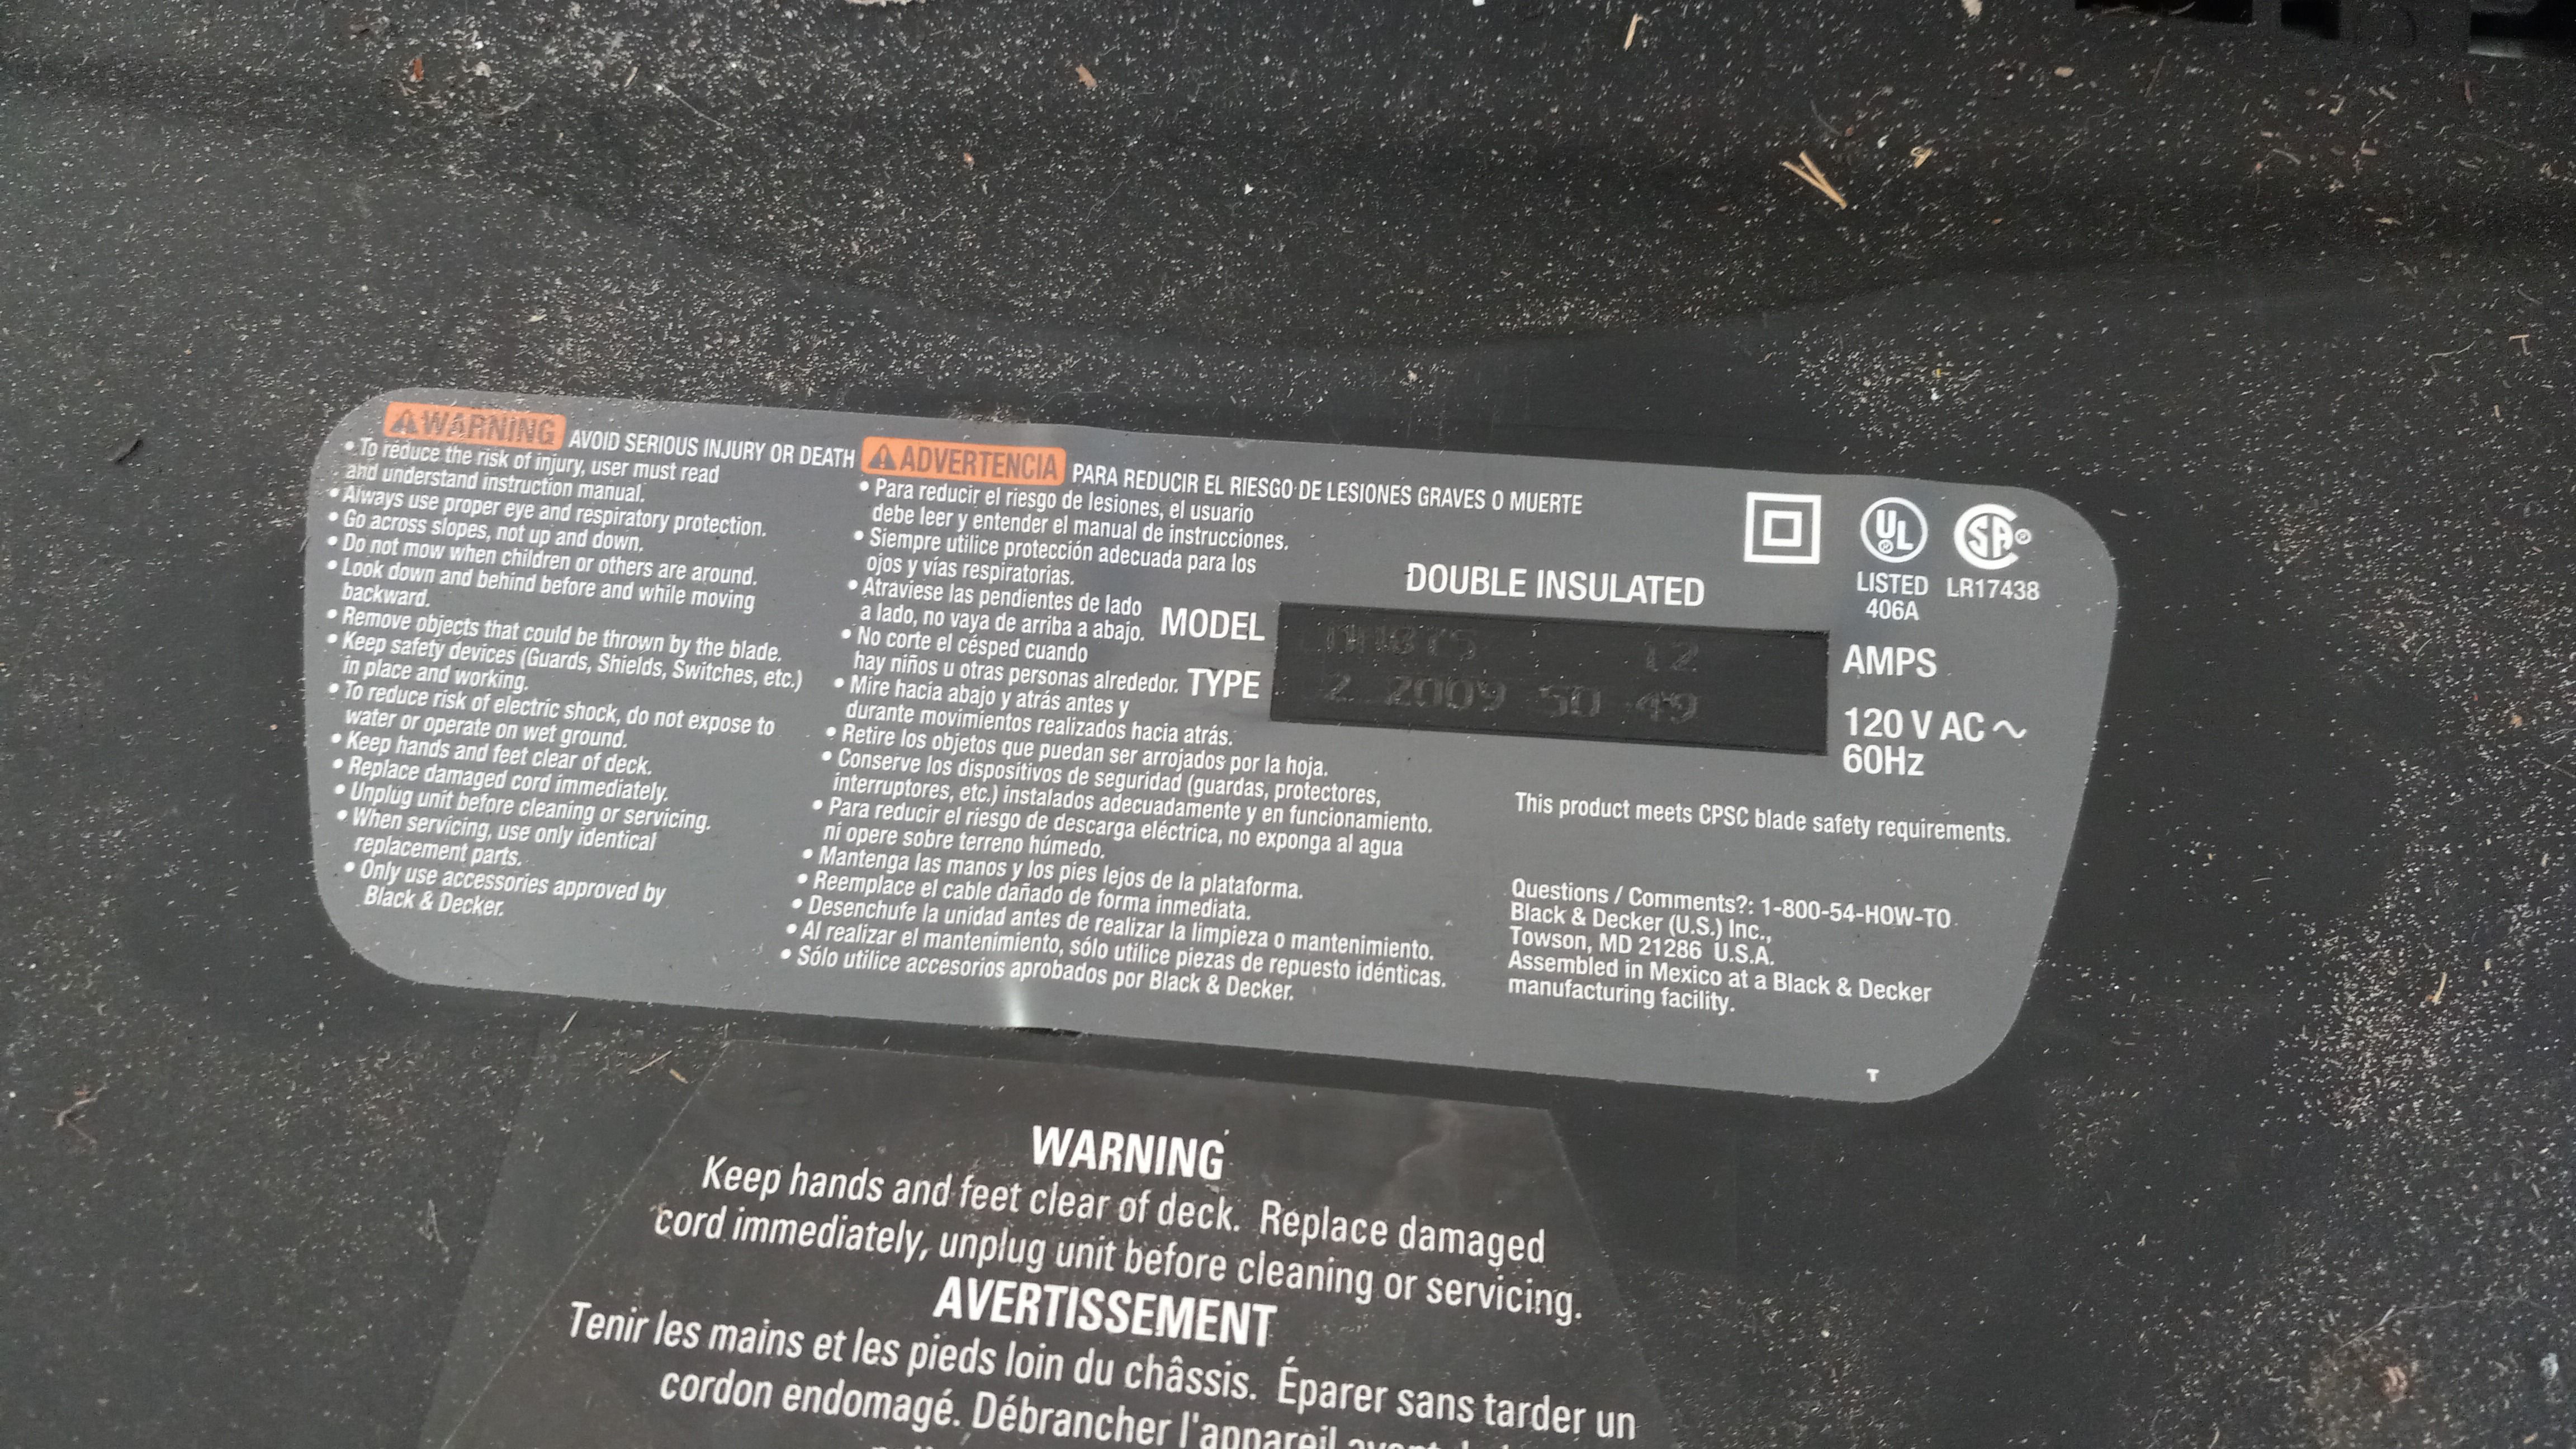 WARNING AVOID SERIOUS INJURY OR DEATH
• To reduce the risk of injury, user must read
and understand instruction manual.
• Always use proper eye and respiratory protection.
• Go across slopes, not up and down.
• Do not mow when children or others are around.
• Look down and behind before and while moving
backward.
• Remove objects that could be thrown by the blade.
• Keep safety devices (Guards, Shields, Switches, etc.)
in place and working.
• To reduce risk of electric shock, do not expose to
water or operate on wet ground.
• Keep hands and feet clear of deck.
• Replace damaged cord immediately.
• Unplug unit before cleaning or servicing.
• When servicing, use only identical
replacement parts.
• Only use accessories approved by
Black & Decker.
ADVERTENCIA PARA REDUCIR EL RIESGO DE LESIONES GRAVES O MUERTE
• Para reducir el riesgo de lesiones, el usuario
debe leer y entender el manual de instrucciones.
• Siempre utilice protección adecuada para los
ojos y vías respiratorias.
• Atraviese las pendientes de lado
a lado, no vaya de arriba a abajo.
• No corte el césped cuando
hay niños u otras personas alrededor.
• Mire hacia abajo y atrás antes y
durante movimientos realizados hacia atrás.
• Retire los objetos que puedan ser arrojados por la hoja.
• Conserve los dispositivos de seguridad (guardas, protectores,
interruptores, etc.) instalados adecuadamente y en funcionamiento.
• Para reducir el riesgo de descarga eléctrica, no exponga al agua
ni opere sobre terreno húmedo.
• Mantenga las manos y los pies lejos de la plataforma.
• Reemplace el cable dañado de forma inmediata.
• Desenchufe la unidad antes de realizar la limpieza o mantenimiento.
• Al realizar el mantenimiento, sólo utilice piezas de repuesto idénticas.
• Sólo utilice accesorios aprobados por Black & Decker.
UL ® SA ®
DOUBLE INSULATED
LISTED LR17438
406A
MODEL 12 AMPS
TYPE 2 2009 50 49
120 V AC ~
60Hz
This product meets CPSC blade safety requirements.
Questions / Comments?: 1-800-54-HOW-TO
Black & Decker (U.S.) Inc.,
Towson, MD 21286 U.S.A.
Assembled in Mexico at a Black & Decker
manufacturing facility.
T
WARNING
Keep hands and feet clear of deck. Replace damaged
cord immediately, unplug unit before cleaning or servicing.
AVERTISSEMENT
Tenir les mains et les pieds loin du châssis. Éparer sans tarder un
cordon endomagé. Débrancher l'appareil